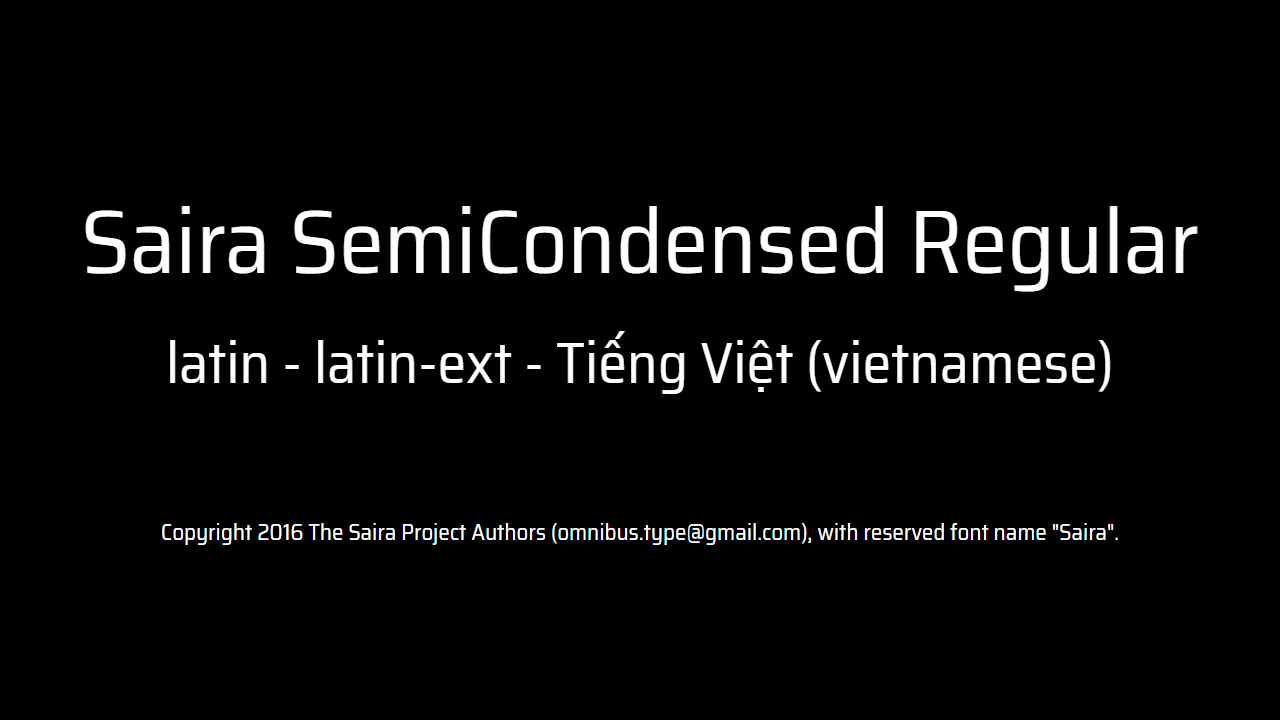 Saira SemiCondensed Regular
latin - latin-ext - Tiếng Việt (vietnamese)
Copyright 2016 The Saira Project Authors (omnibus.type@gmail.com), with reserved font name "Saira".